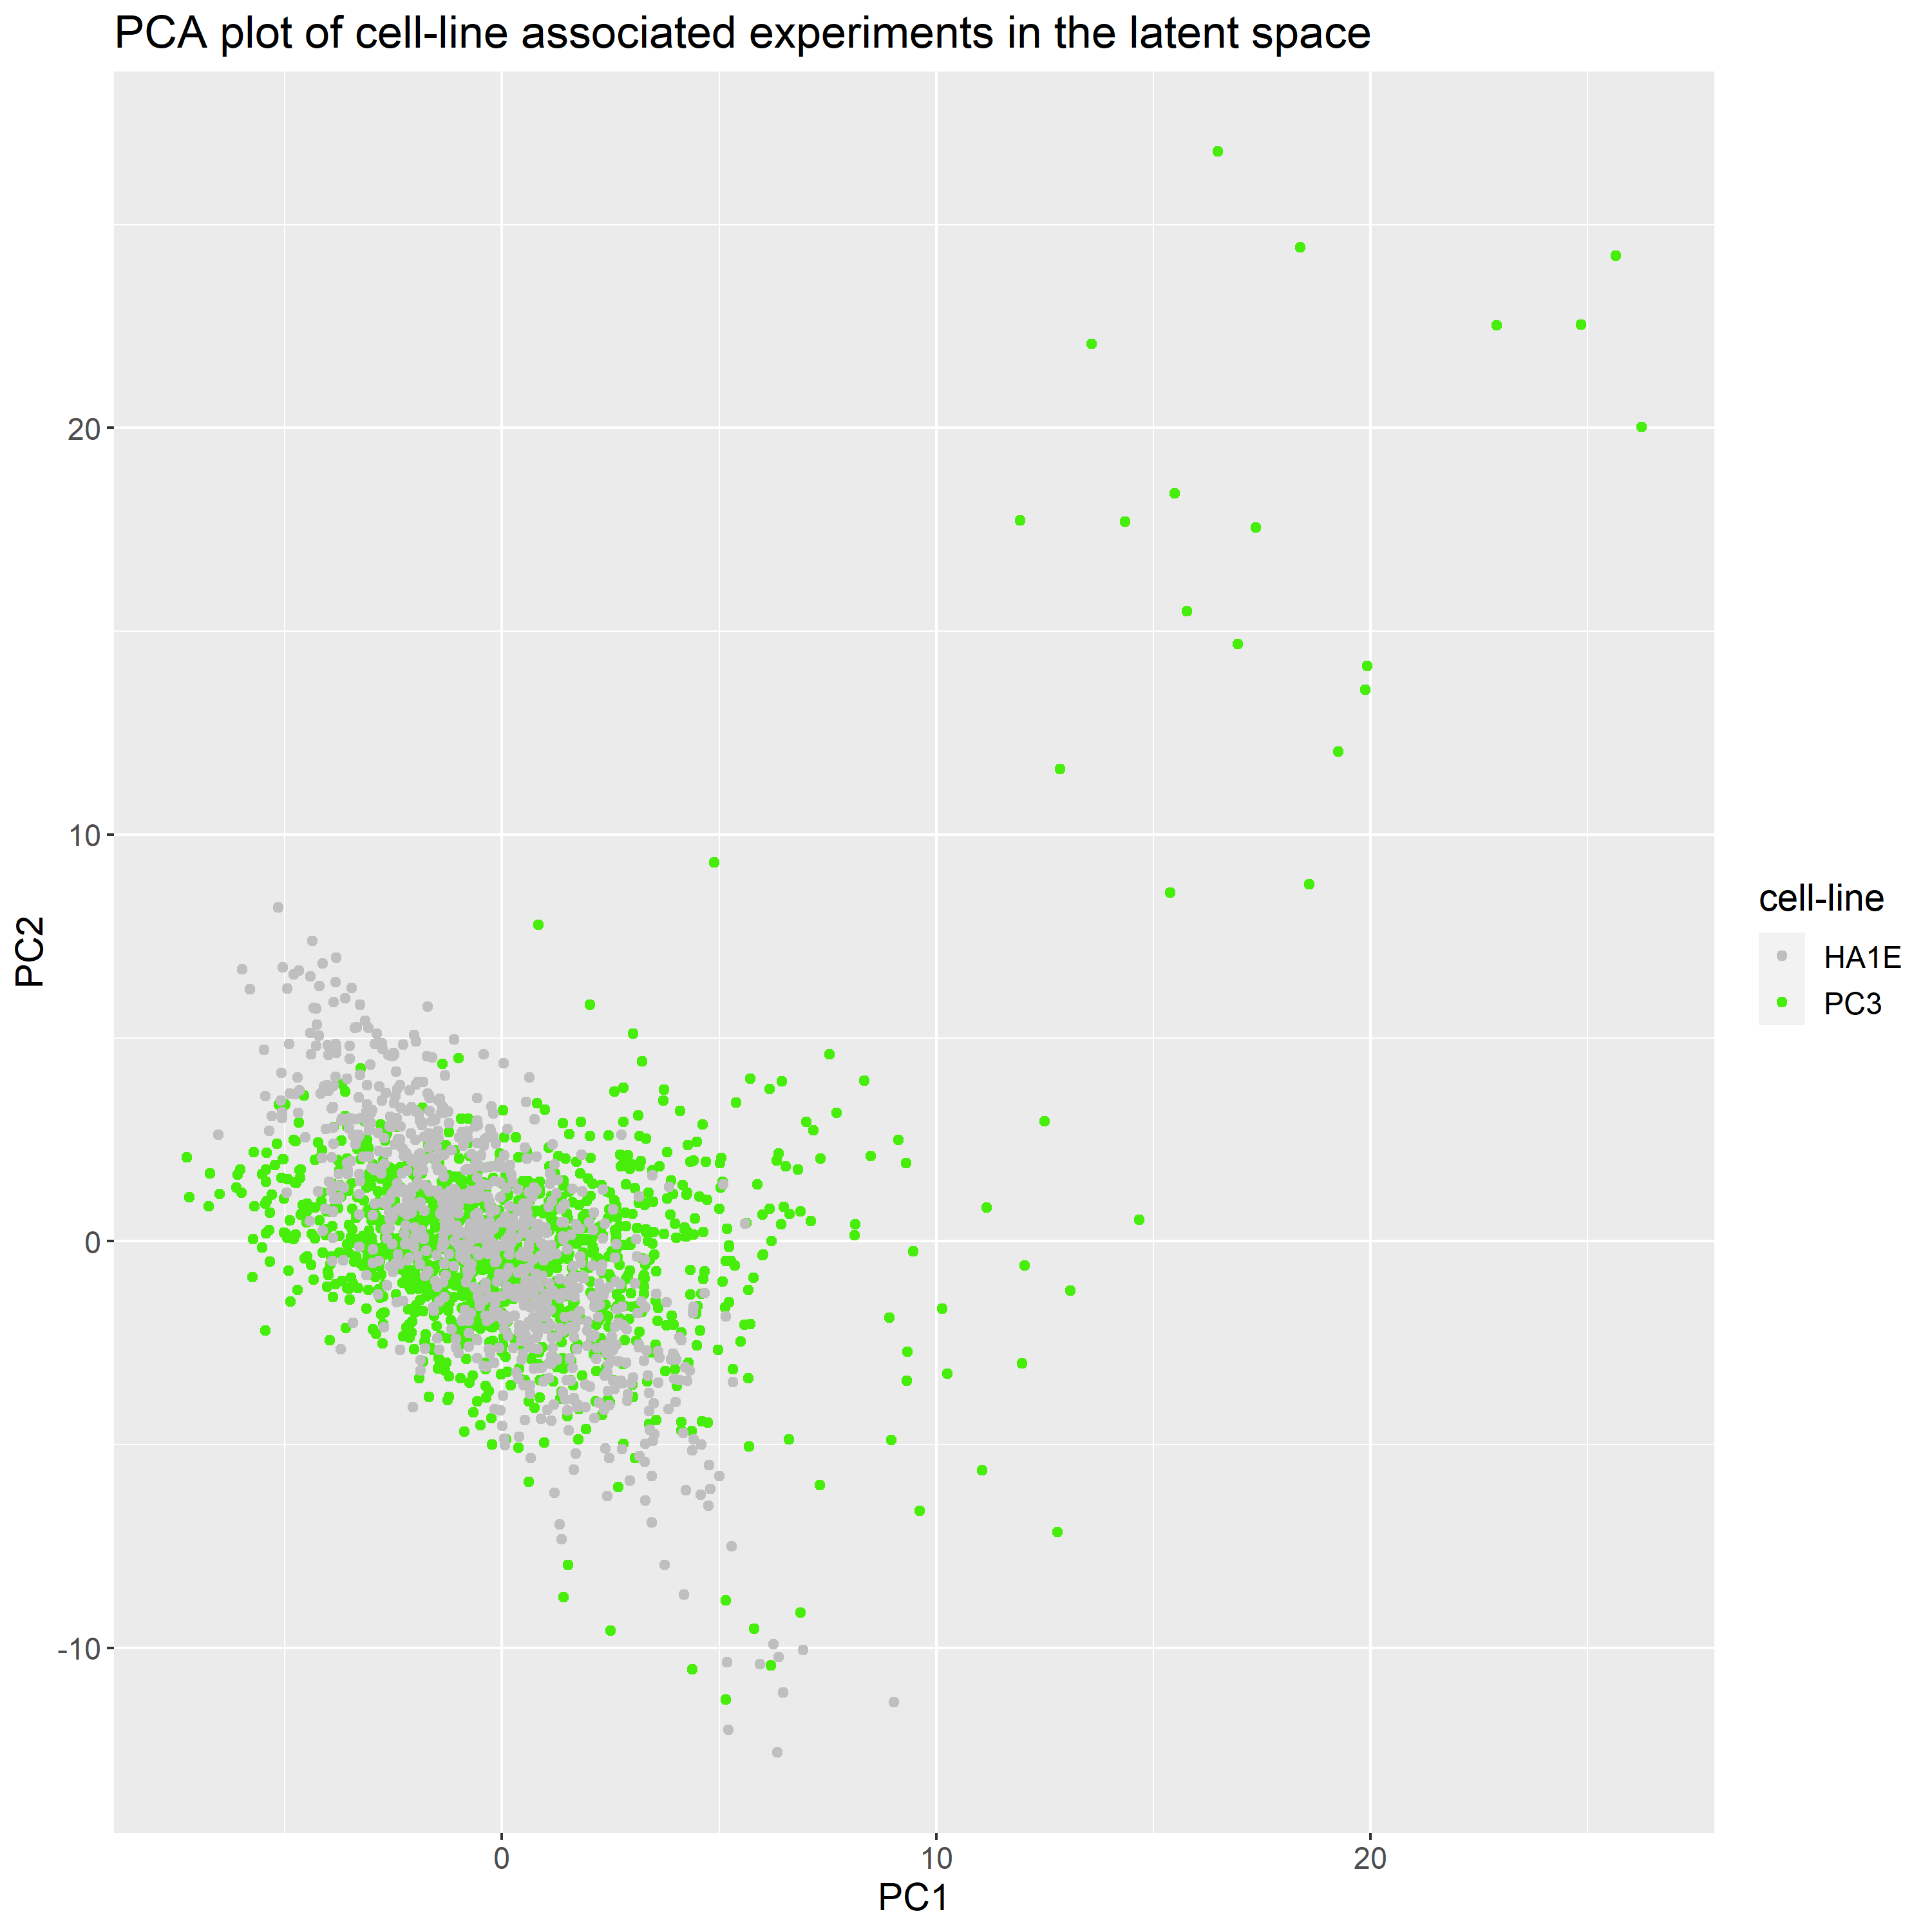 PCA plot of cell-line associated experiments in the latent space
PC2
20
10
0
-10
0
10
20
PC1
cell-line
HA1E
PC3